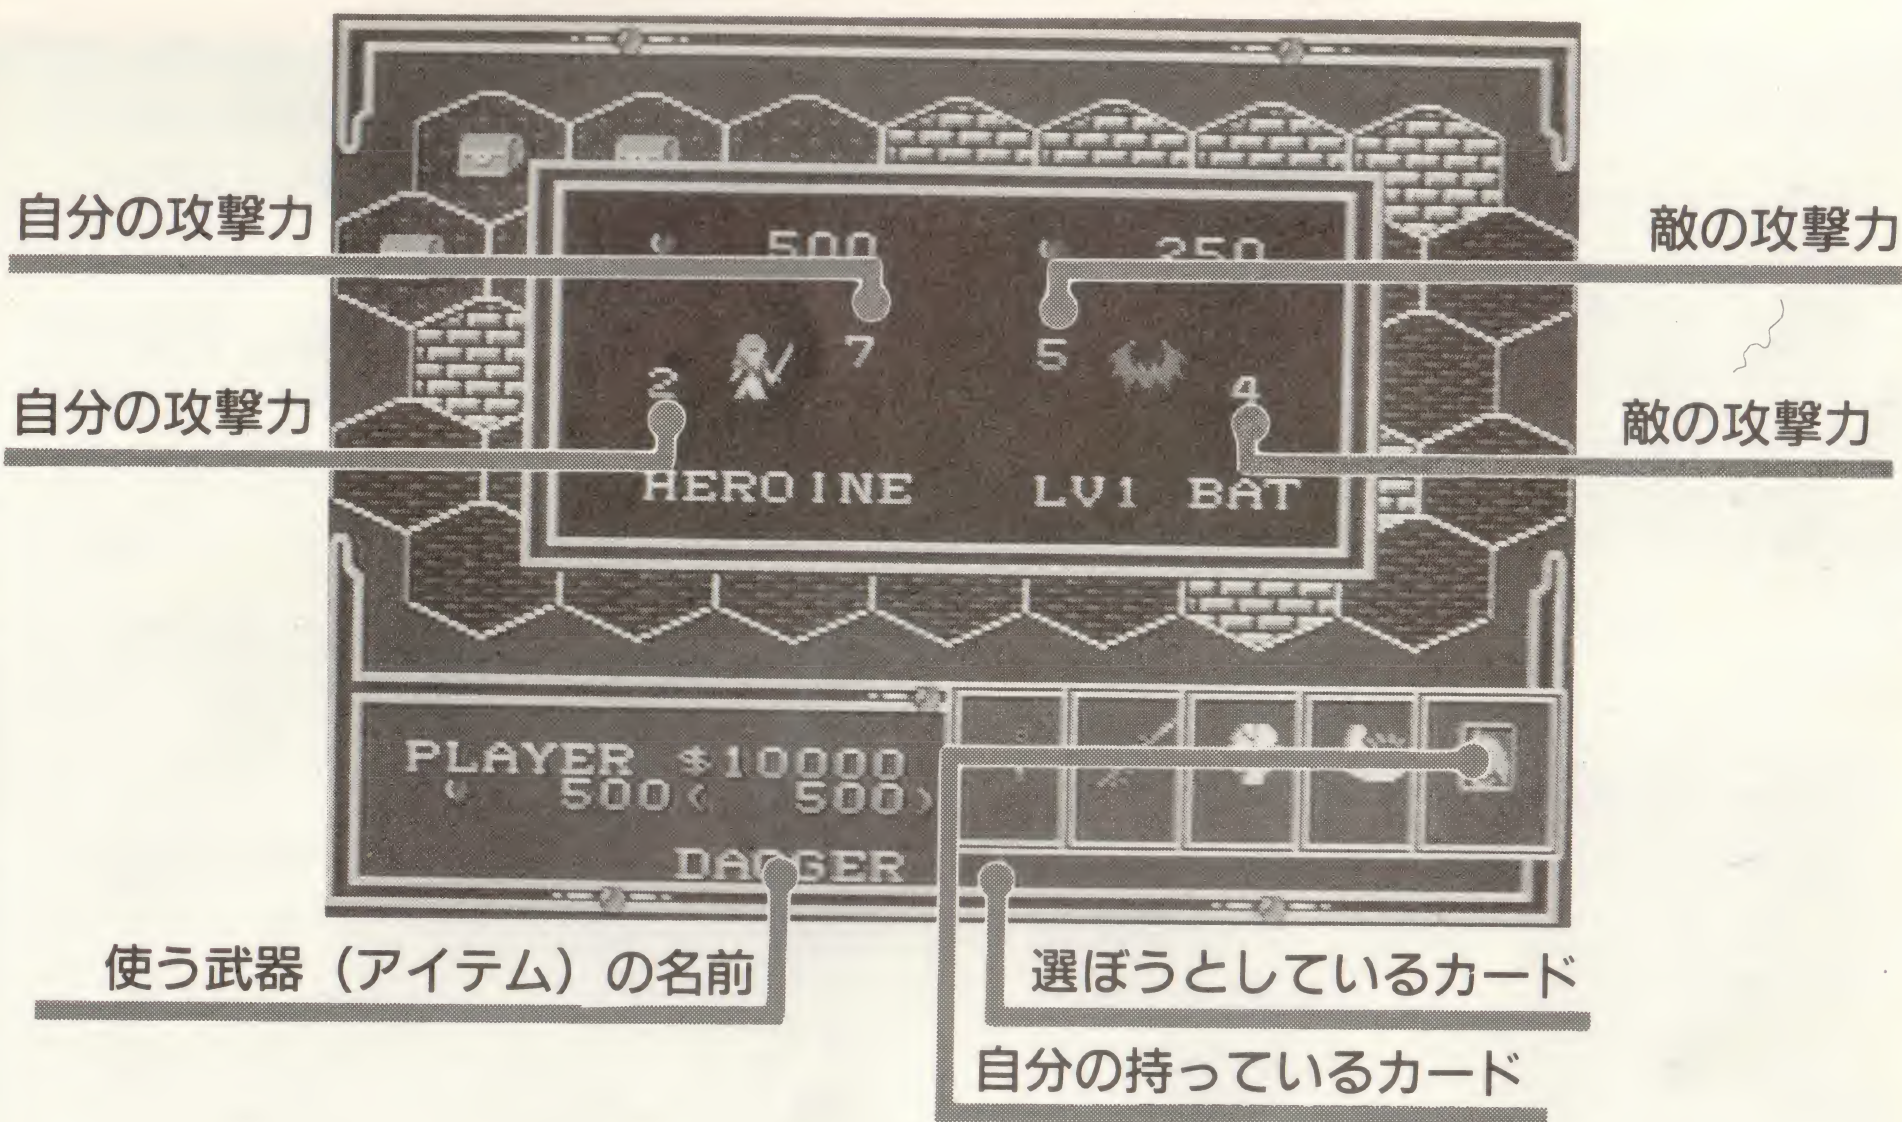 自分の攻撃力
敵の攻撃力
500
250
7
5
2
4
自分の攻撃力
敵の攻撃力
HEROINE
LV1 BAT
PLAYER $10000
500< 500>
DAGGER
使う武器（アイテム）の名前
選ぼうとしているカード
自分の持っているカード